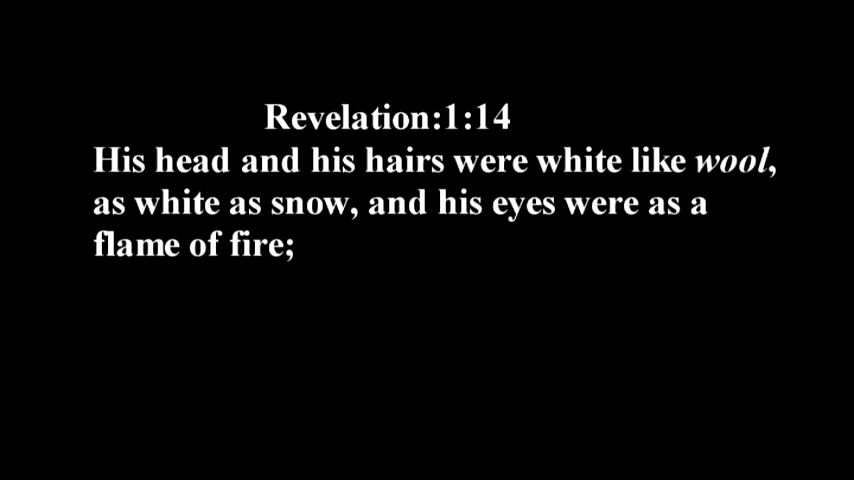 Revelation:1:14
His head and his hairs were white like wool,
as white as snow, and his eyes were as a
flame of fire;